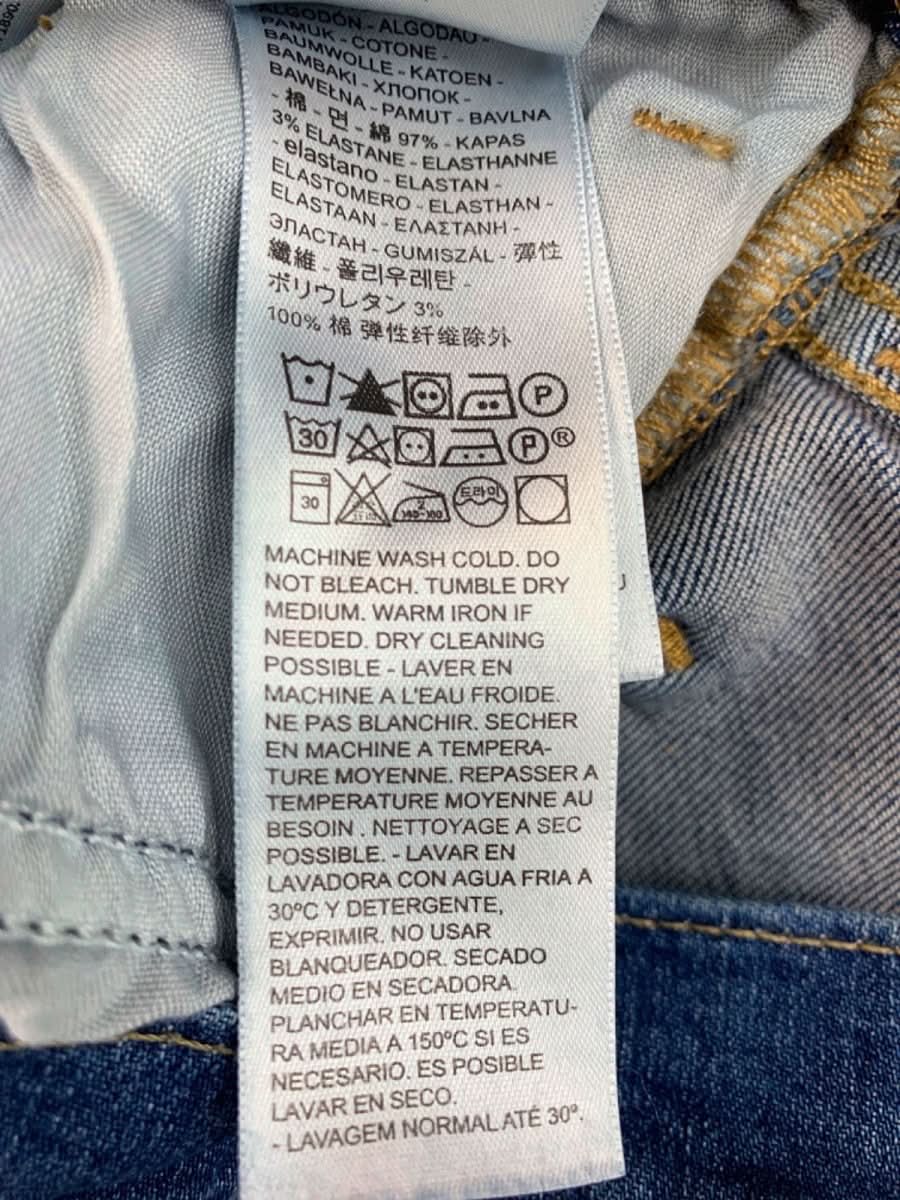 1890.
ALGODÓN - ALGODÃO -
PAMUK - COTONE -
BAUMWOLLE - KATOEN -
BAMBAKI - ХЛОПОК -
BAWEŁNA - PAMUT - BAVLNA
- 棉 - 면 - 綿 97% - KAPAS
3% ELASTANE - ELASTHANNE
- elastano - ELASTAN -
ELASTOMERO - ELASTHAN -
ELASTAAN - ΕΛΑΣΤΑΝΗ -
ЭЛАСТАН - GUMISZÁL - 彈性
纖維 - 폴리우레탄 -
ポリウレタン 3%
100% 棉 弹性纤维除外
P
30 P ®
30 드라이
MACHINE WASH COLD. DO
NOT BLEACH. TUMBLE DRY
MEDIUM. WARM IRON IF
NEEDED. DRY CLEANING
POSSIBLE - LAVER EN
MACHINE A L'EAU FROIDE.
NE PAS BLANCHIR. SECHER
EN MACHINE A TEMPERA-
TURE MOYENNE. REPASSER A
TEMPERATURE MOYENNE AU
BESOIN . NETTOYAGE A SEC
POSSIBLE. - LAVAR EN
LAVADORA CON AGUA FRIA A
30ºC Y DETERGENTE,
EXPRIMIR. NO USAR
BLANQUEADOR. SECADO
MEDIO EN SECADORA.
PLANCHAR EN TEMPERATU-
RA MEDIA A 150ºC SI ES
NECESARIO. ES POSIBLE
LAVAR EN SECO.
- LAVAGEM NORMAL ATÉ 30º.